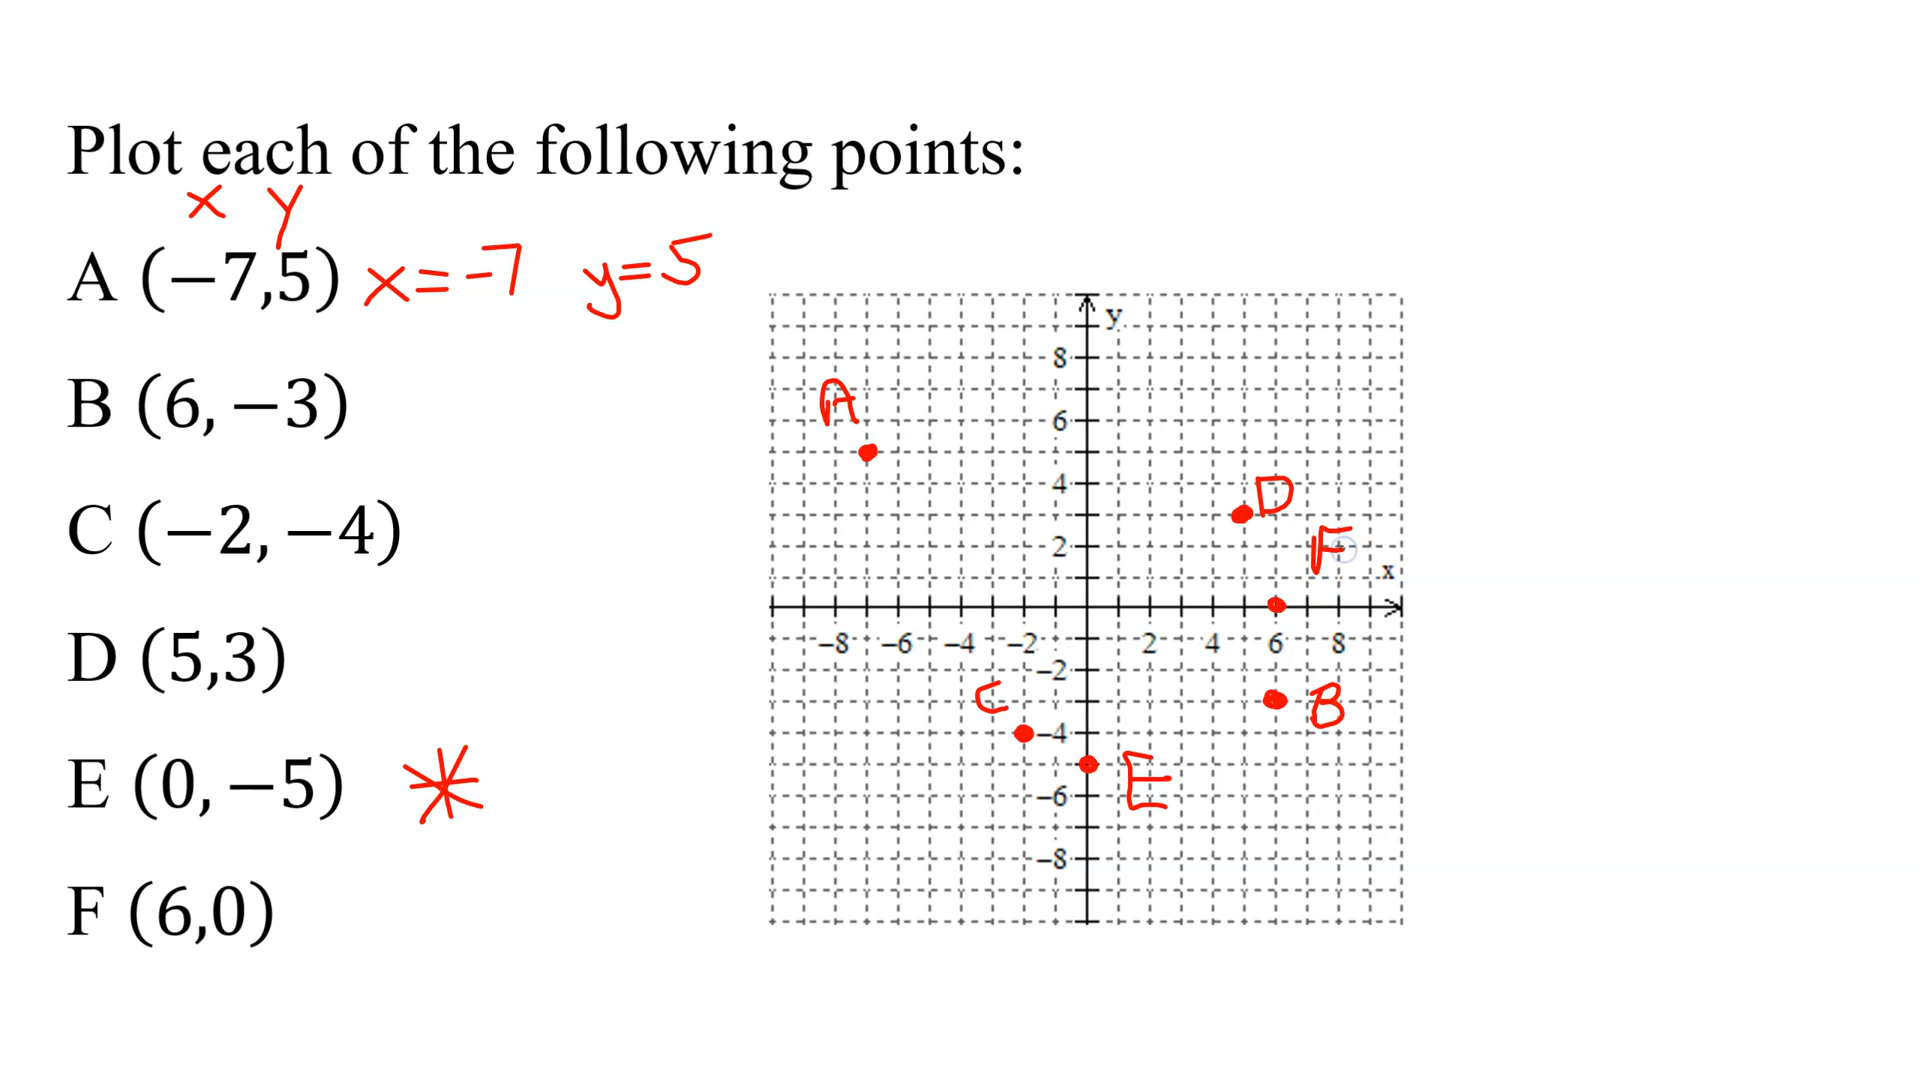 Plot each of the following points:
x y
A (−7,5) x=-7 y=5
B (6, −3)
C (−2, −4)
D (5,3)
E (0, −5)
F (6,0)
y
8
A
6
4
D
2
F
x
−8 −6 −4 −2 2 4 6 8
−2
C
B
−4
E
−6
−8